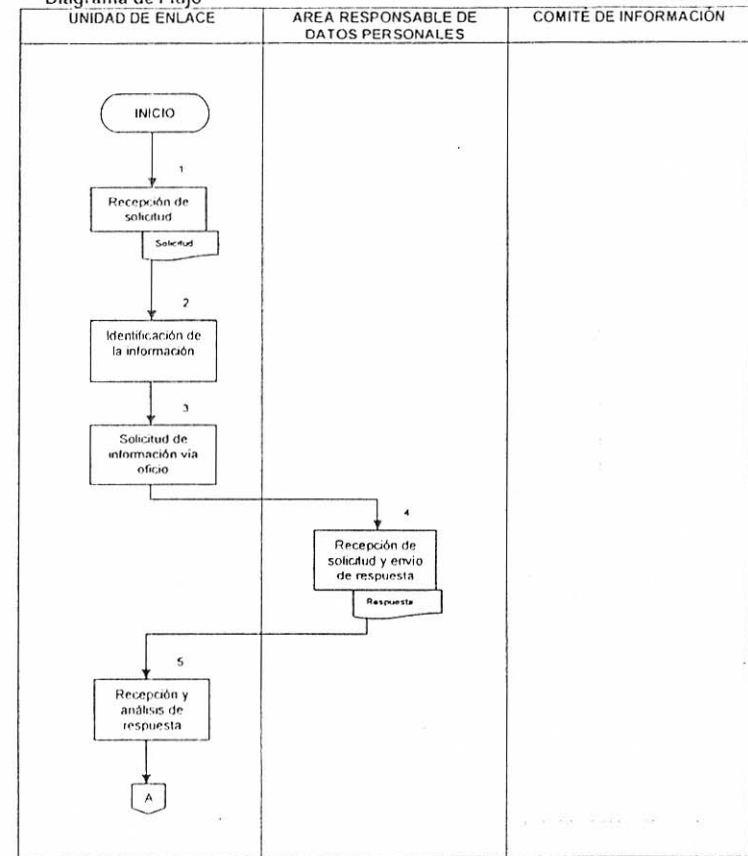 Diagrama de Flujo
UNIDAD DE ENLACE
AREA RESPONSABLE DE
DATOS PERSONALES
COMITÉ DE INFORMACIÓN
INICIO
1
Recepción de
solicitud
Solicitud
2
Identificación de
la información
3
Solicitud de
información via
oficio
4
Recepción de
solicitud y envio
de respuesta
Respuesta
5
Recepción y
análisis de
respuesta
A